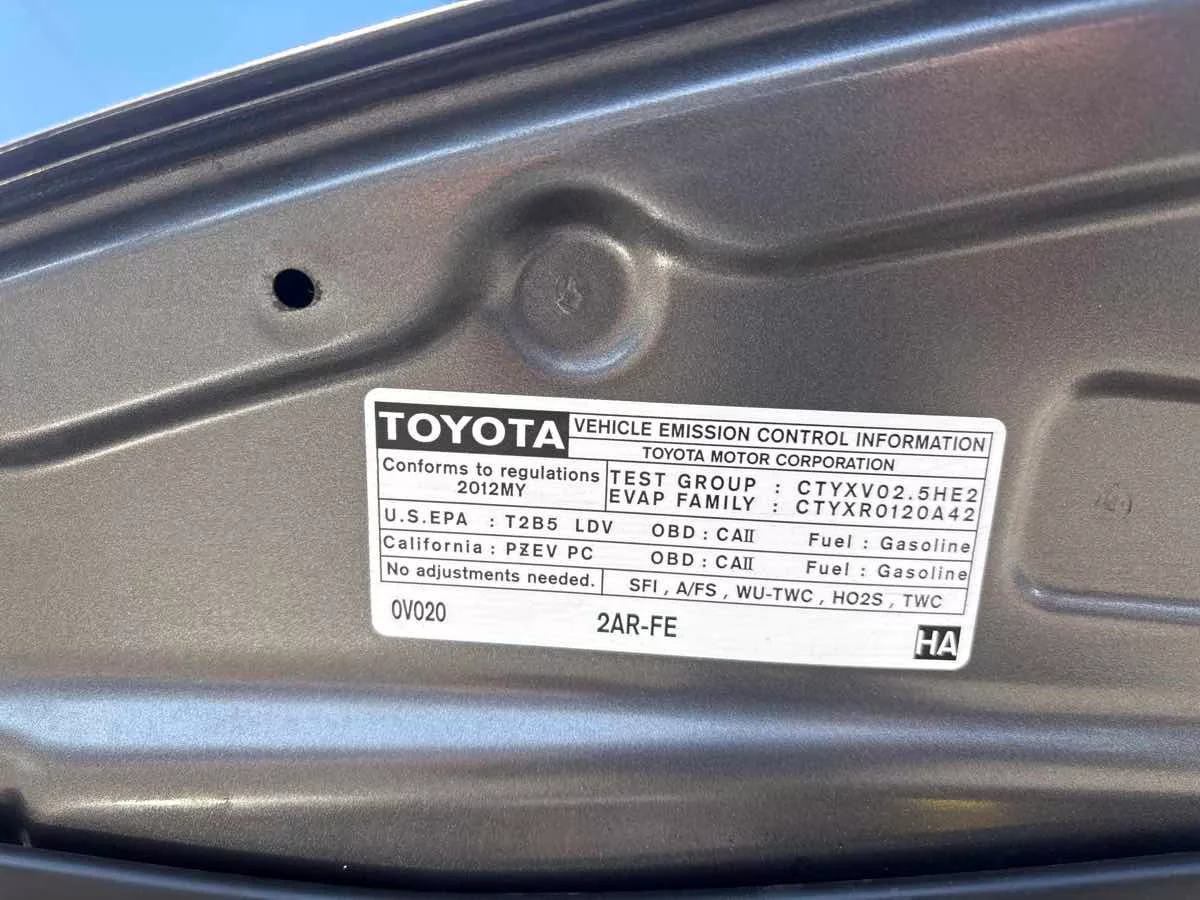 TOYOTA VEHICLE EMISSION CONTROL INFORMATION
TOYOTA MOTOR CORPORATION
Conforms to regulations
2012MY
TEST GROUP : CTYXV02.5HE2
EVAP FAMILY : CTYXR0120A42
U.S.EPA : T2B5 LDV OBD : CAII Fuel : Gasoline
California : PZEV PC OBD : CAII Fuel : Gasoline
No adjustments needed. SFI , A/FS , WU-TWC , HO2S , TWC
0V020 2AR-FE HA